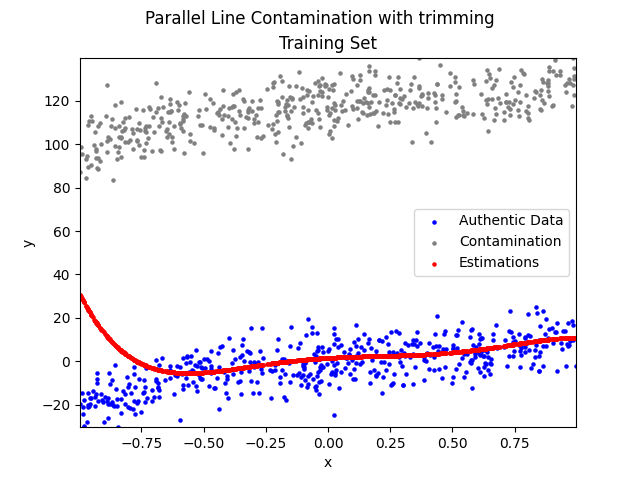 Parallel Line Contamination with trimming
Training Set
y
120
100
80
60
40
20
0
−20
Authentic Data
Contamination
Estimations
−0.75 −0.50 −0.25 0.00 0.25 0.50 0.75
x